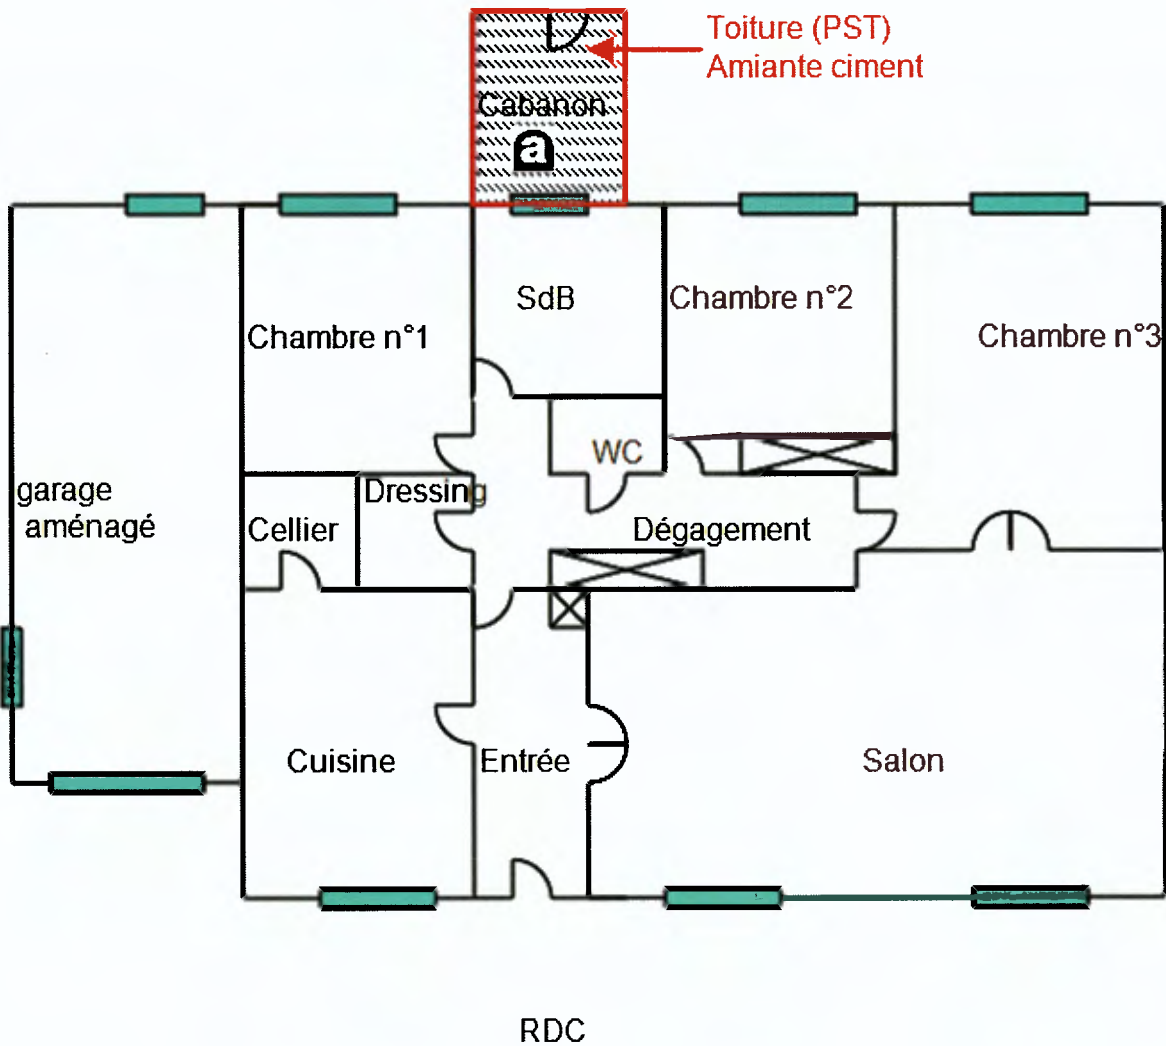 Toiture (PST)
Amiante ciment
Cabanon
a
SdB
Chambre n°2
Chambre n°1
Chambre n°3
WC
garage
aménagé
Dressing
Cellier
Dégagement
Cuisine
Entrée
Salon
RDC